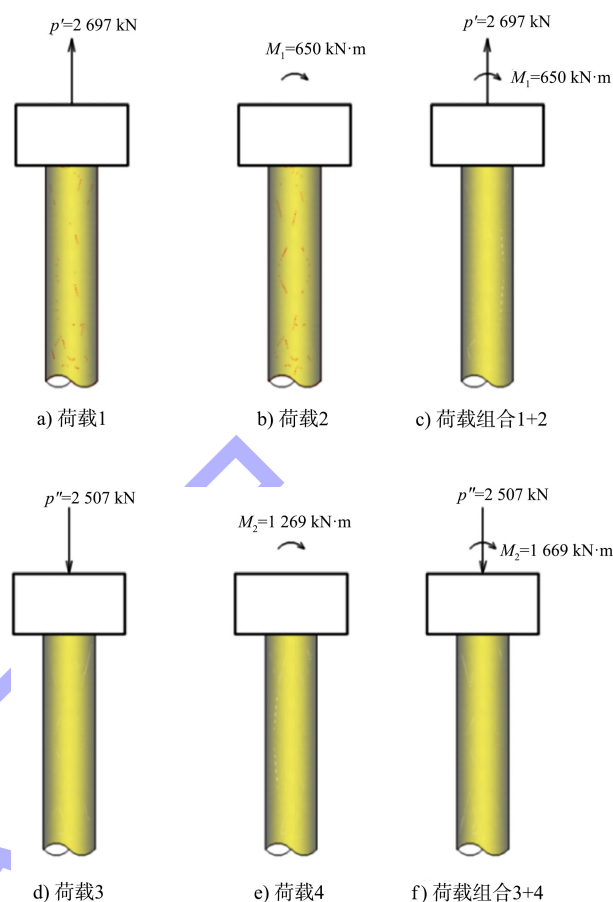 p′=2 697 kN
M₁=650 kN·m
p′=2 697 kN
M₁=650 kN·m
a) 荷载1
b) 荷载2
c) 荷载组合1+2
p″=2 507 kN
M₂=1 269 kN·m
p″=2 507 kN
M₂=1 669 kN·m
d) 荷载3
e) 荷载4
f) 荷载组合3+4